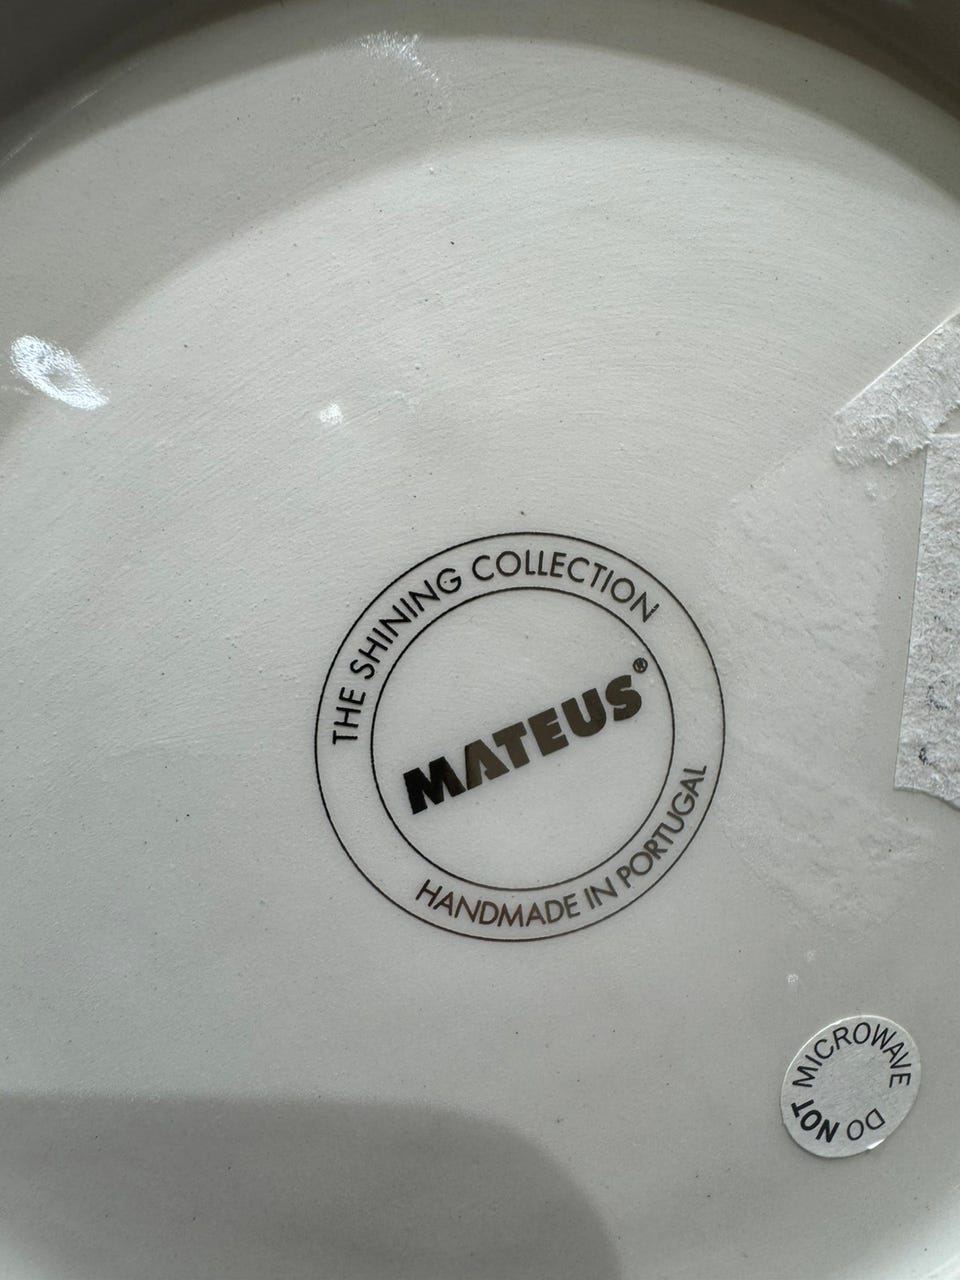 THE SHINING COLLECTION
MATEUS®
HANDMADE IN PORTUGAL
DO NOT MICROWAVE